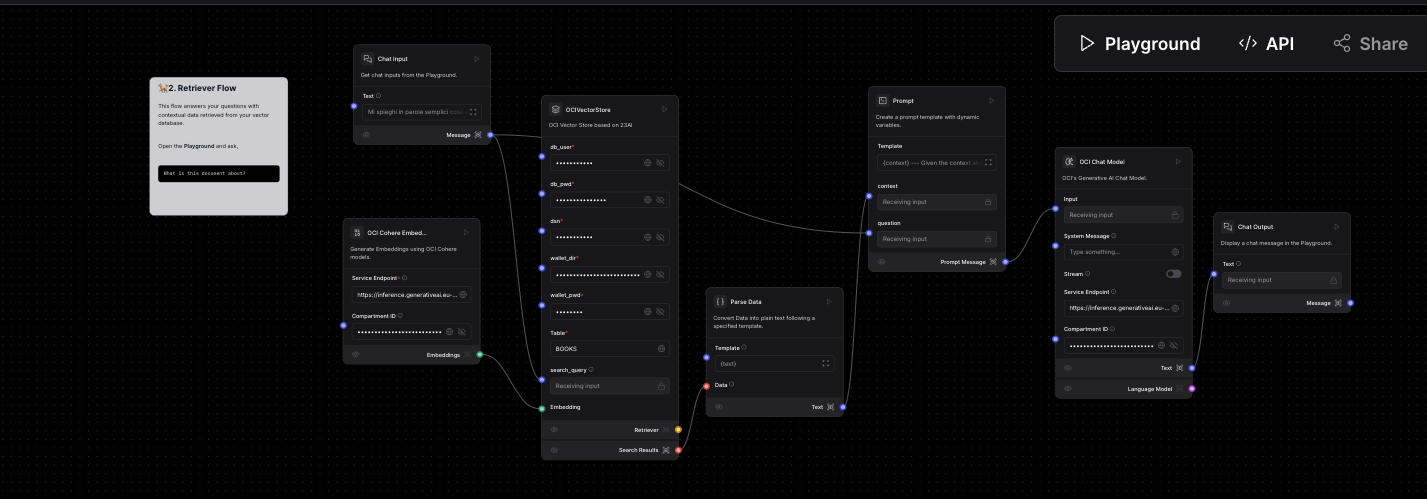 Playground
API
Share
🐕2. Retriever Flow
This flow answers your questions with
contextual data retrieved from your vector
database.
Open the Playground and ask,
What is this document about?
Chat Input
Get chat inputs from the Playground.
Text
Mi spieghi in parole semplici
Message
OCI Cohere Embed...
Generate Embeddings using OCI Cohere
models.
Service Endpoint*
https://inference.generativeai.eu-...
Compartment ID
•••••••••••••••••••••••••
Embeddings
OCIVectorStore
OCI Vector Store based on 23AI
db_user*
•••••••••••
db_pwd*
•••••••••••••••
dsn*
•••••••••••
wallet_dir*
•••••••••••••••••••••••••
wallet_pwd*
••••••••
Table*
BOOKS
search_query
Receiving input
Embedding
Retriever
Search Results
Parse Data
Convert Data into plain text following a
specified template.
Template
{text}
Data
Text
Prompt
Create a prompt template with dynamic
variables.
Template
{context} --- Given the context
context
Receiving input
question
Receiving input
Prompt Message
OCI Chat Model
OCI's Generative AI Chat Model.
Input
Receiving input
System Message
Type something...
Stream
Service Endpoint
https://inference.generativeai.eu-...
Compartment ID
•••••••••••••••••••••••••
Text
Language Model
Chat Output
Display a chat message in the Playground.
Text
Receiving input
Message